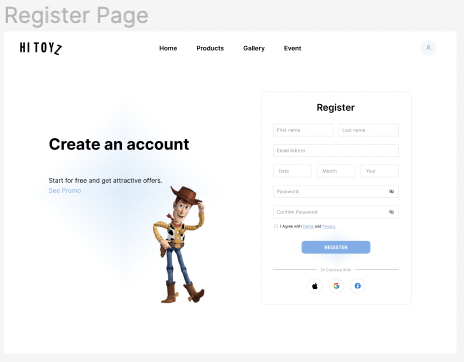 Register Page
HI TOYZ
Home Products Gallery Event
Create an account
Start for free and get attractive offers.
See Promo
Register
First name Last name
Email Adress
Date Month Year
Password
Confirm Password
I Agree with and Privacy
REGISTER
Or Continue With